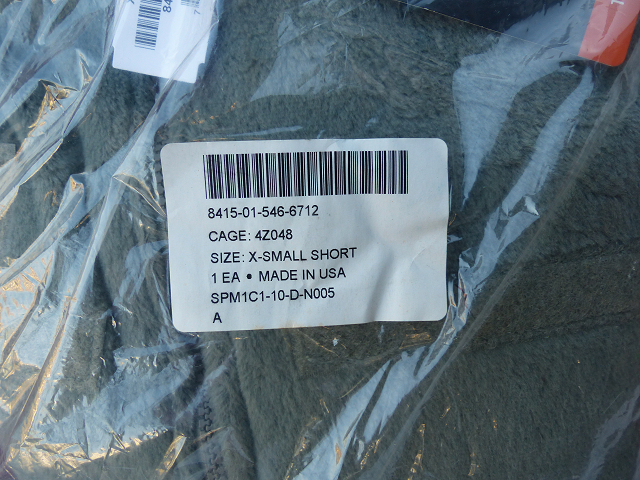 8415-01-546-6712
CAGE: 4Z048
SIZE: X-SMALL SHORT
1 EA • MADE IN USA
SPM1C1-10-D-N005
A